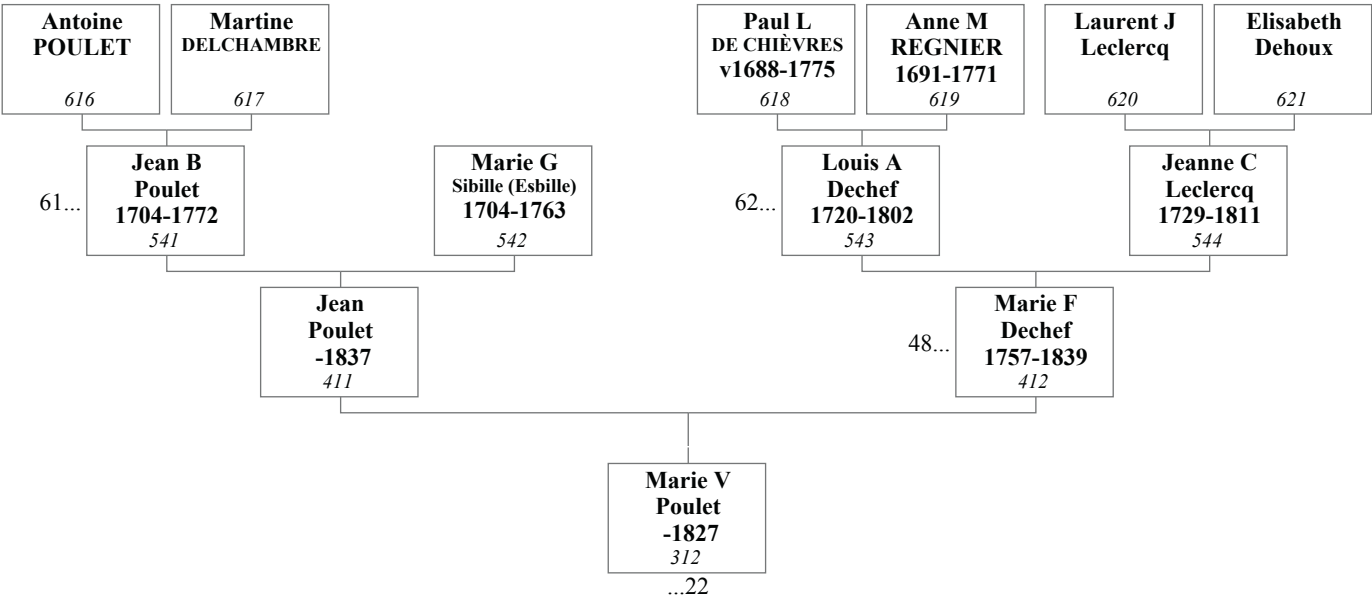 Antoine
POULET
616
Martine
DELCHAMBRE
617
Paul L
DE CHIÈVRES
v1688-1775
618
Anne M
REGNIER
1691-1771
619
Laurent J
Leclercq
620
Elisabeth
Dehoux
621
61...
Jean B
Poulet
1704-1772
541
Marie G
Sibille (Esbille)
1704-1763
542
62...
Louis A
Dechef
1720-1802
543
Jeanne C
Leclercq
1729-1811
544
Jean
Poulet
-1837
411
48...
Marie F
Dechef
1757-1839
412
Marie V
Poulet
-1827
312
...22